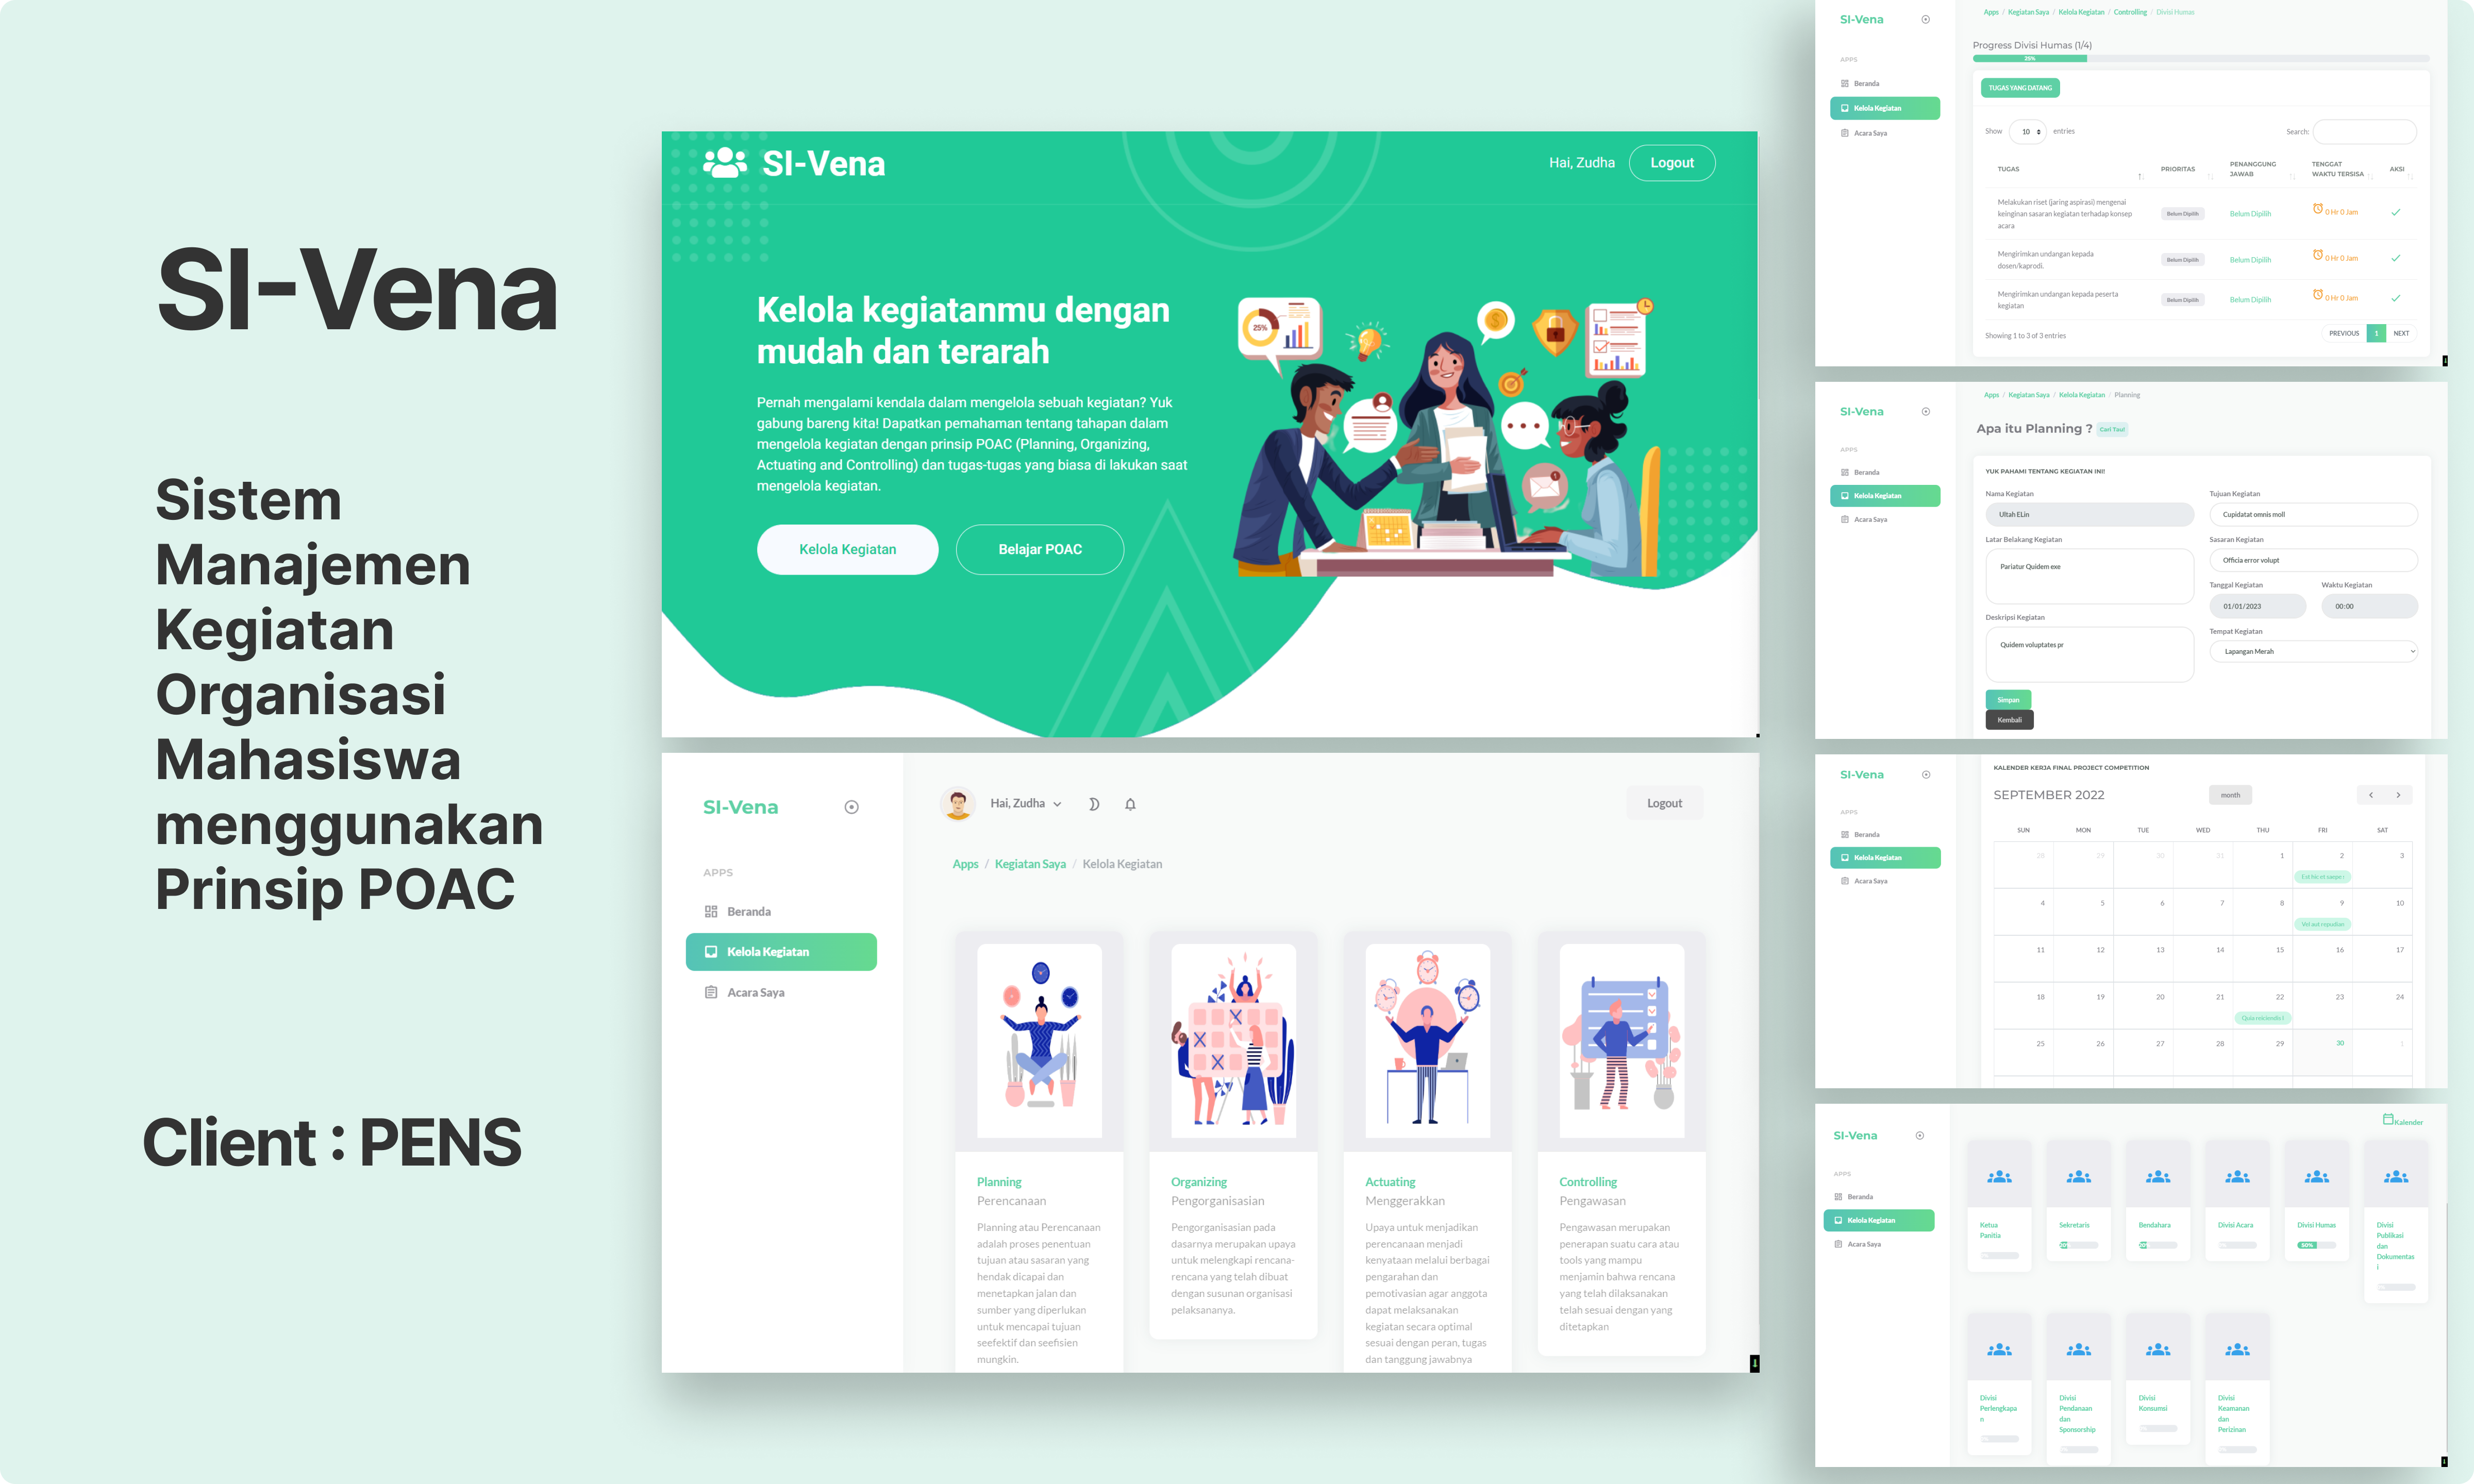 SI-Vena
Sistem
Manajemen
Kegiatan
Organisasi
Mahasiswa
menggunakan
Prinsip POAC
Client : PENS
SI-Vena
Hai, Zudha
Logout
Kelola kegiatanmu dengan
mudah dan terarah
Pernah mengalami kendala dalam mengelola sebuah kegiatan? Yuk
gabung bareng kita! Dapatkan pemahaman tentang tahapan dalam
mengelola kegiatan dengan prinsip POAC (Planning, Organizing,
Actuating and Controlling) dan tugas-tugas yang biasa di lakukan saat
mengelola kegiatan.
Kelola Kegiatan
Belajar POAC
25%
SI-Vena
Hai, Zudha
Logout
Apps / Kegiatan Saya / Kelola Kegiatan
APPS
Beranda
Kelola Kegiatan
Acara Saya
Planning
Perencanaan
Planning atau Perencanaan
adalah proses penentuan
tujuan atau sasaran yang
hendak dicapai dan
menetapkan jalan dan
sumber yang diperlukan
untuk mencapai tujuan
seefektif dan seefisien
mungkin.
Organizing
Pengorganisasian
Pengorganisasian pada
dasarnya merupakan upaya
untuk melengkapi rencana-
rencana yang telah dibuat
dengan susunan organisasi
pelaksananya.
Actuating
Menggerakkan
Upaya untuk menjadikan
perencanaan menjadi
kenyataan melalui berbagai
pengarahan dan
pemotivasian agar anggota
dapat melaksanakan
kegiatan secara optimal
sesuai dengan peran, tugas
dan tanggung jawabnya
Controlling
Pengawasan
Pengawasan merupakan
penerapan suatu cara atau
tools yang mampu
menjamin bahwa rencana
yang telah dilaksanakan
telah sesuai dengan yang
ditetapkan
SI-Vena
APPS
Beranda
Kelola Kegiatan
Acara Saya
Apps / Kegiatan Saya / Kelola Kegiatan / Controlling / Divisi Humas
Progress Divisi Humas (1/4)
25%
TUGAS YANG DATANG
Show 10 entries
Search:
TUGAS PRIORITAS PENANGGUNG JAWAB TENGGAT WAKTU TERSISA AKSI
Melakukan riset (jaring aspirasi) mengenai
keinginan sasaran kegiatan terhadap konsep
acara
Belum Dipilih Belum Dipilih 0 Hr 0 Jam
Mengirimkan undangan kepada
dosen/kaprodi.
Belum Dipilih Belum Dipilih 0 Hr 0 Jam
Mengirimkan undangan kepada peserta
kegiatan
Belum Dipilih Belum Dipilih 0 Hr 0 Jam
Showing 1 to 3 of 3 entries
PREVIOUS 1 NEXT
SI-Vena
APPS
Beranda
Kelola Kegiatan
Acara Saya
Apps / Kegiatan Saya / Kelola Kegiatan / Planning
Apa itu Planning ? Cari Tau!
YUK PAHAMI TENTANG KEGIATAN INI!
Nama Kegiatan
Ultah ELin
Latar Belakang Kegiatan
Pariatur Quidem exe
Deskripsi Kegiatan
Quidem voluptates pr
Tujuan Kegiatan
Cupidatat omnis moll
Sasaran Kegiatan
Officia error volupt
Tanggal Kegiatan Waktu Kegiatan
01/01/2023 00:00
Tempat Kegiatan
Lapangan Merah
Simpan
Kembali
SI-Vena
APPS
Beranda
Kelola Kegiatan
Acara Saya
KALENDER KERJA FINAL PROJECT COMPETITION
SEPTEMBER 2022
month
SUN MON TUE WED THU FRI SAT
28 29 30 31 1 2 3
4 5 6 7 8 9 10
Vel aut repudian
11 12 13 14 15 16 17
18 19 20 21 22 23 24
25 26 27 28 29 30 1
SI-Vena
APPS
Beranda
Kelola Kegiatan
Acara Saya
Kalender
Ketua
Panitia
Sekretaris
Bendahara
Divisi Acara
Divisi Humas
50%
Divisi
Publikasi
dan
Dokumentas
i
Divisi
Perlengkapa
n
Divisi
Pendanaan
dan
Sponsorship
Divisi
Konsumsi
Divisi
Keamanan
dan
Perizinan